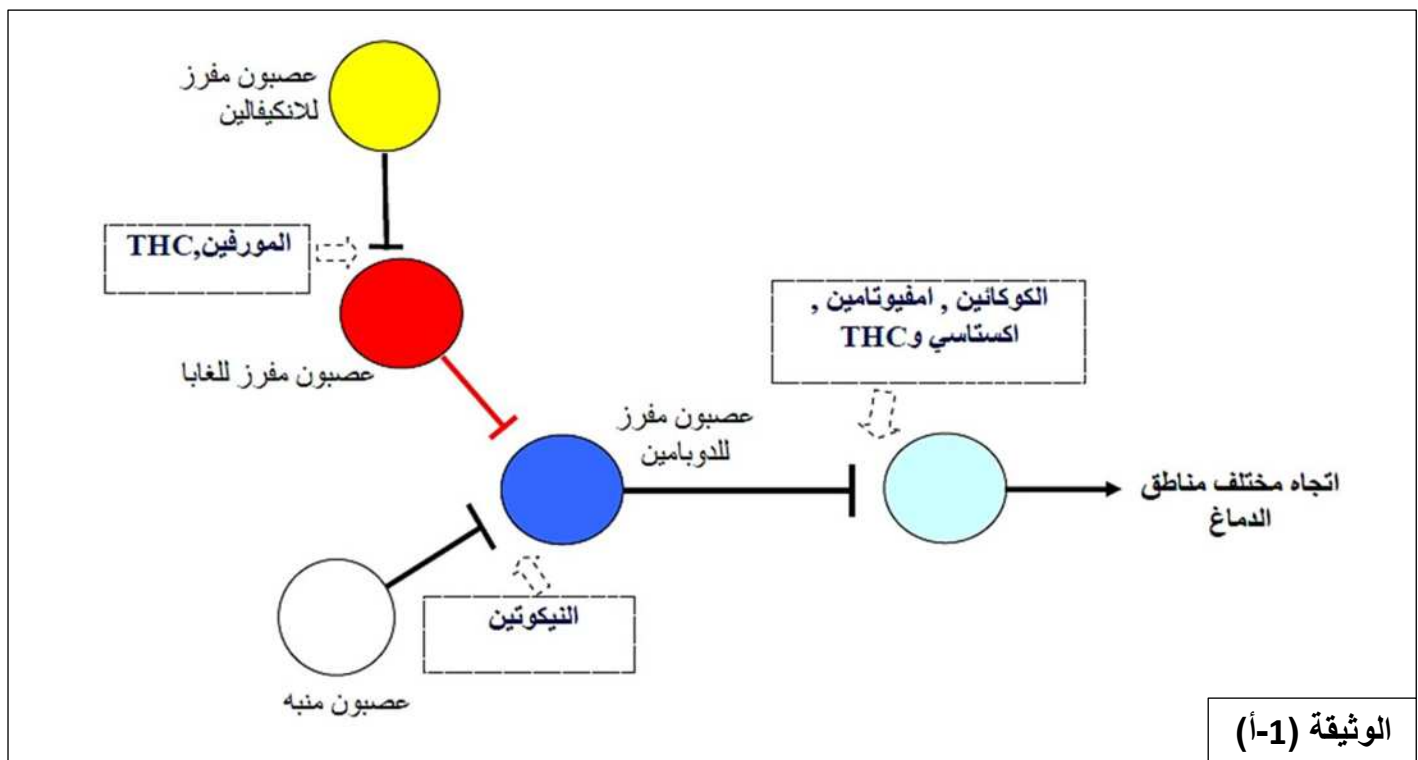 عصبون مفرز
للانكيفالين
المورفين,THC
عصبون مفرز للغابا
الكوكائين , امفيوتامين ,
اكستاسي وTHC
عصبون مفرز
للدوبامين
اتجاه مختلف مناطق
الدماغ
النيكوتين
عصبون منبه
الوثيقة (1-أ)